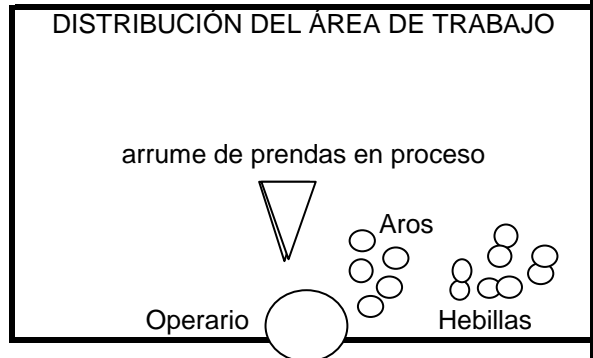 DISTRIBUCIÓN DEL ÁREA DE TRABAJO
arrume de prendas en proceso
Aros
Operario
Hebillas